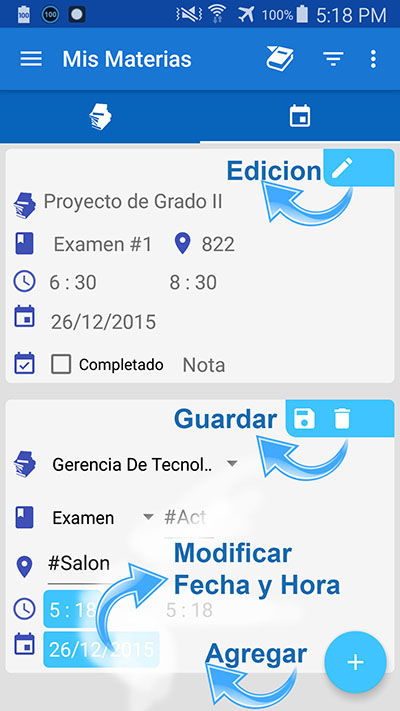 100 100 100% 5:18 PM
Mis Materias
Edicion
Proyecto de Grado II
Examen #1 822
6 : 30 8 : 30
26/12/2015
Completado Nota
Guardar
Gerencia De Tecnol..
Examen #Act
#Salon
Modificar
Fecha y Hora
5 : 18 5 : 18
26/12/2015
Agregar
+